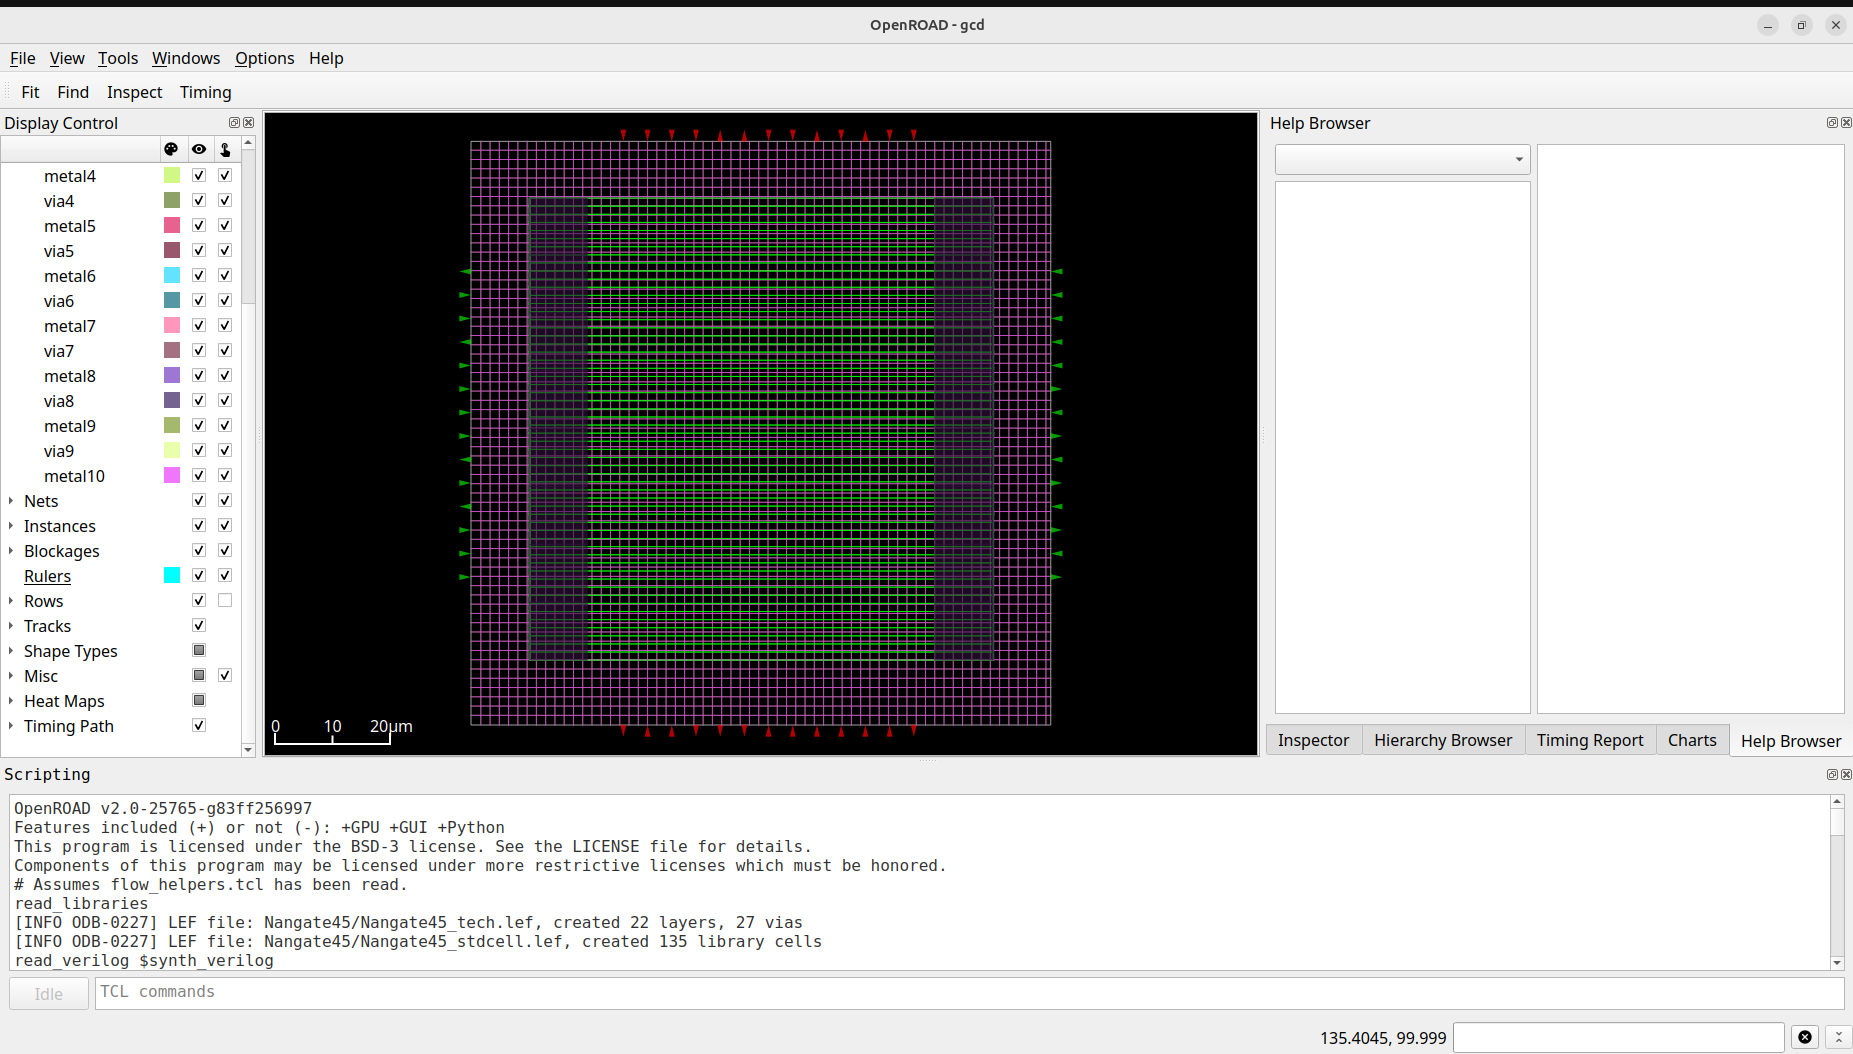 OpenROAD - gcd
File View Tools Windows Options Help
Fit Find Inspect Timing
Display Control
metal4
via4
metal5
via5
metal6
via6
metal7
via7
metal8
via8
metal9
via9
metal10
Nets
Instances
Blockages
Rulers
Rows
Tracks
Shape Types
Misc
Heat Maps
Timing Path
0 10 20μm
Help Browser
Inspector Hierarchy Browser Timing Report Charts Help Browser
Scripting
OpenROAD v2.0-25765-g83ff256997
Features included (+) or not (-): +GPU +GUI +Python
This program is licensed under the BSD-3 license. See the LICENSE file for details.
Components of this program may be licensed under more restrictive licenses which must be honored.
# Assumes flow_helpers.tcl has been read.
read_libraries
[INFO ODB-0227] LEF file: Nangate45/Nangate45_tech.lef, created 22 layers, 27 vias
[INFO ODB-0227] LEF file: Nangate45/Nangate45_stdcell.lef, created 135 library cells
read_verilog $synth_verilog
Idle
TCL commands
135.4045, 99.999